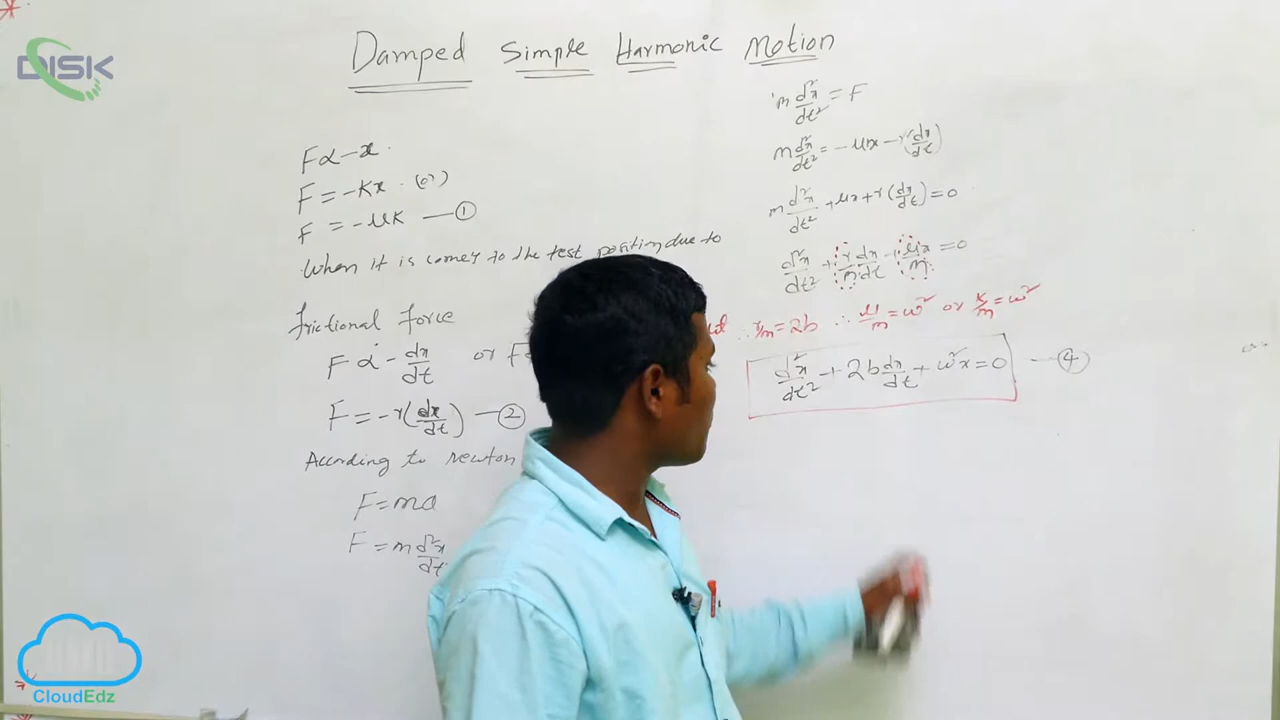 DISK
Damped Simple Harmonic Motion
F α -x
F = -Kx (or)
F = -μK —①
When it is comes to the test position due to
frictional force
F α - dx/dt or F
F = -r(dx/dt) —②
According to newton
F = ma
F = m d²x/dt
m d²x/dt² = F
m d²x/dt² = -μx - r(dx/dt)
m d²x/dt² + μx + r(dx/dt) = 0
d²x/dt² + r/m dx/dt + μx/m = 0
∴ r/m = 2b ∴ μ/m = ω² or K/m = ω²
d²x/dt² + 2b dx/dt + ω²x = 0 —④
CloudEdz